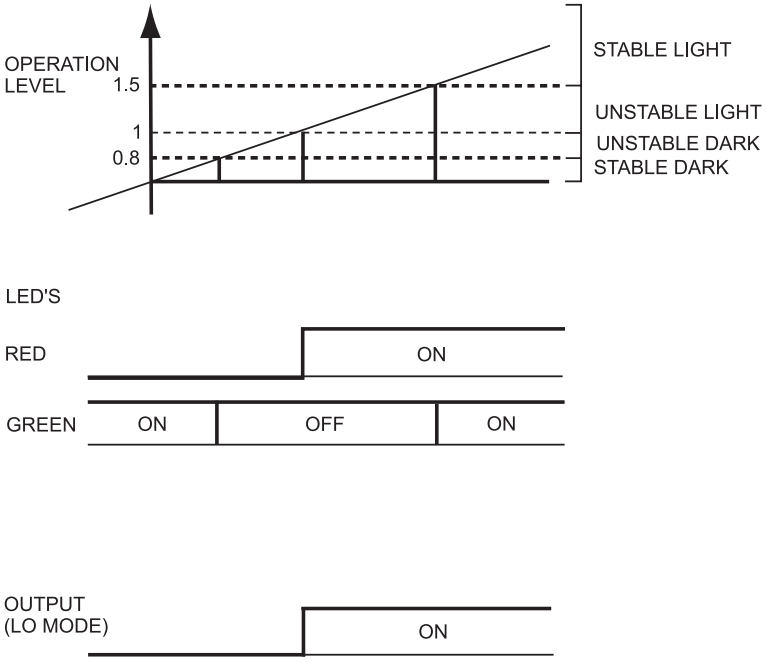 OPERATION
LEVEL
1.5
1
0.8
STABLE LIGHT
UNSTABLE LIGHT
UNSTABLE DARK
STABLE DARK
LED'S
RED
ON
GREEN
ON OFF ON
OUTPUT
(LO MODE)
ON